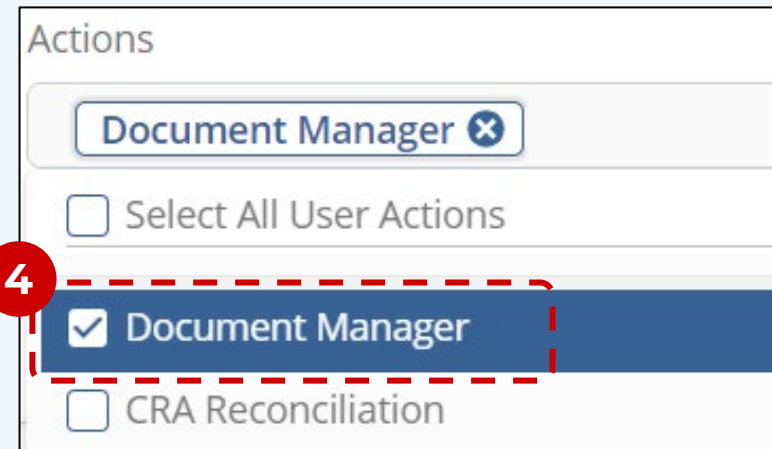 Actions
Document Manager
Select All User Actions
4
Document Manager
CRA Reconciliation